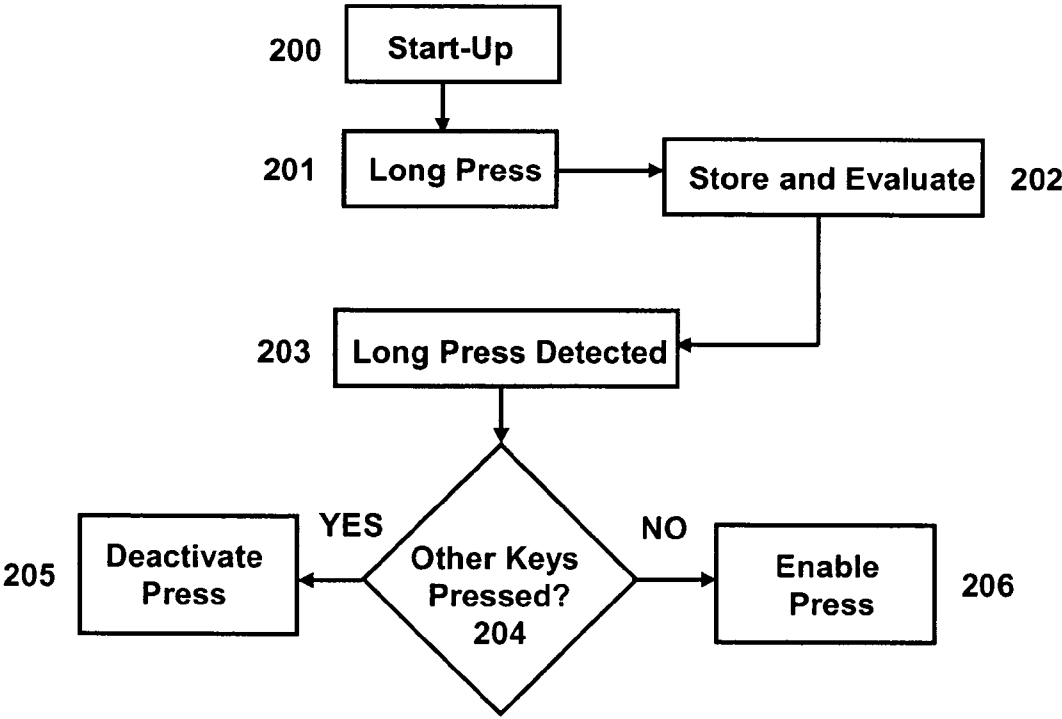 200
Start-Up
201
Long Press
Store and Evaluate
202
203
Long Press Detected
YES
NO
205
Deactivate
Press
Other Keys
Pressed?
204
Enable
Press
206